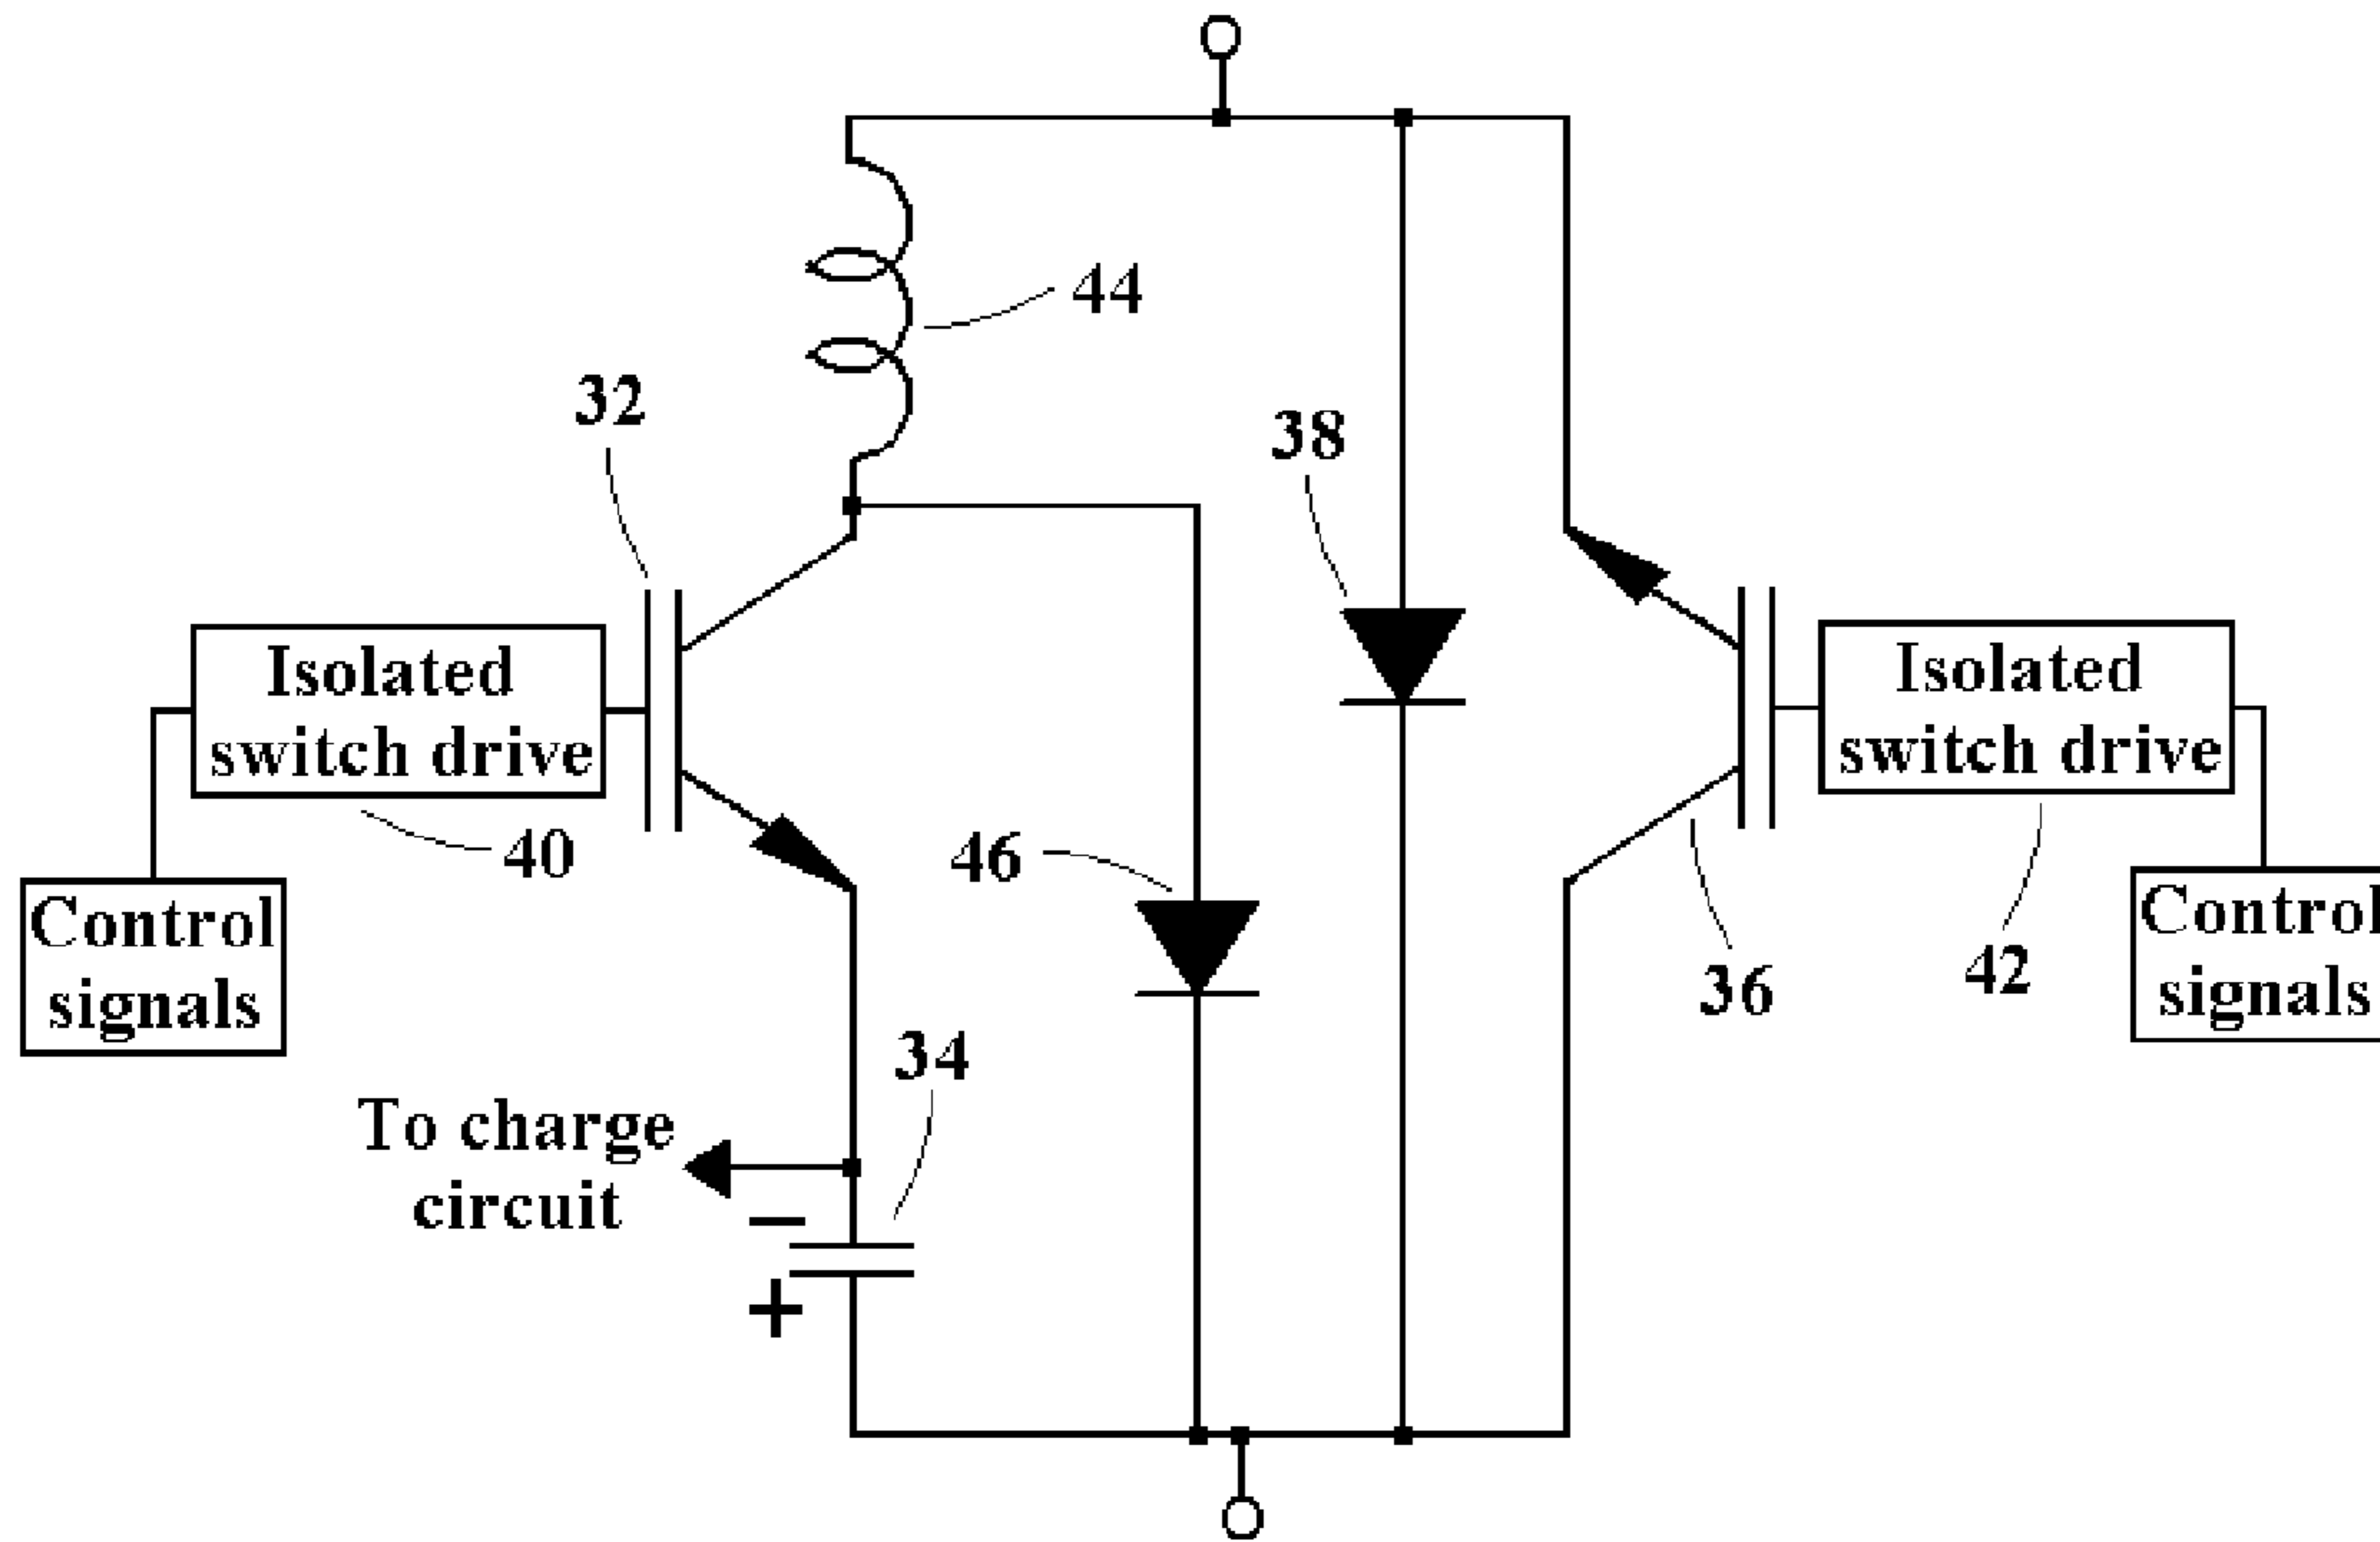 44
32
38
Isolated
switch drive
Isolated
switch drive
40
46
Control
signals
36
42
Control
signals
34
To charge
circuit
−
+